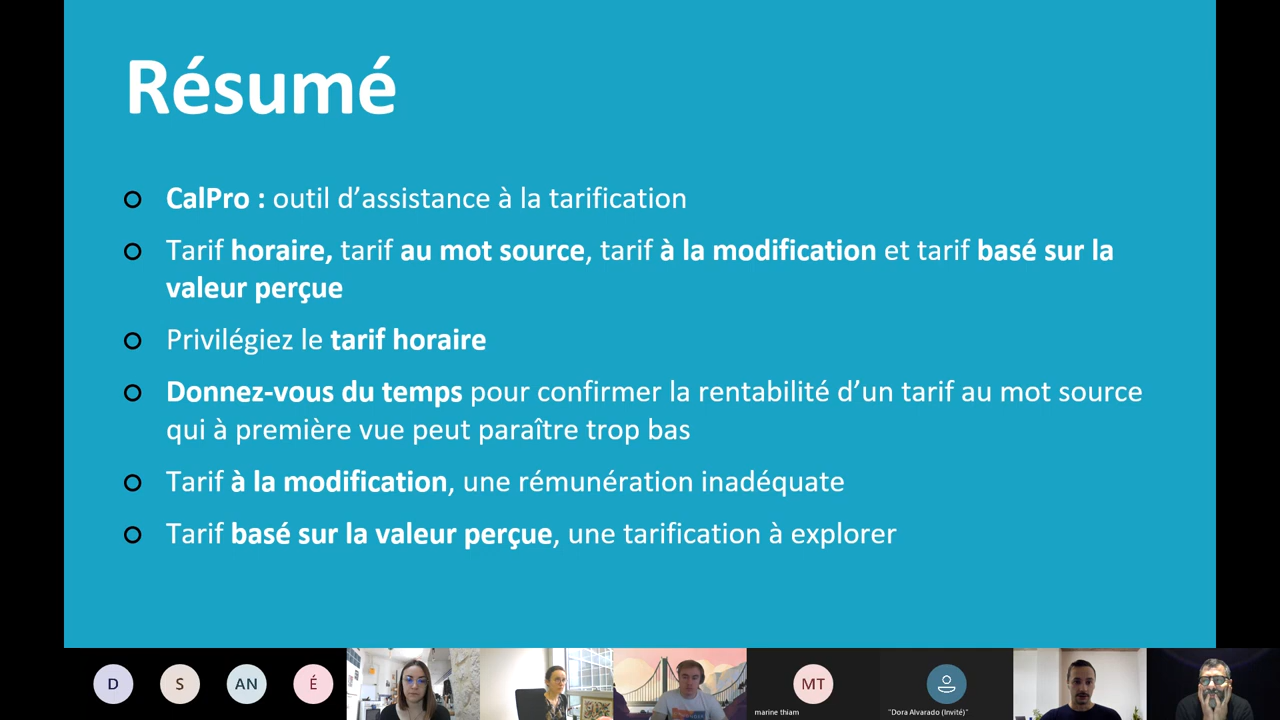 Résumé
CalPro : outil d’assistance à la tarification
Tarif horaire, tarif au mot source, tarif à la modification et tarif basé sur la
valeur perçue
Privilégiez le tarif horaire
Donnez-vous du temps pour confirmer la rentabilité d’un tarif au mot source
qui à première vue peut paraître trop bas
Tarif à la modification, une rémunération inadéquate
Tarif basé sur la valeur perçue, une tarification à explorer
D
S
AN
É
MT
marine thiam
"Dora Alvarado (Invité)"